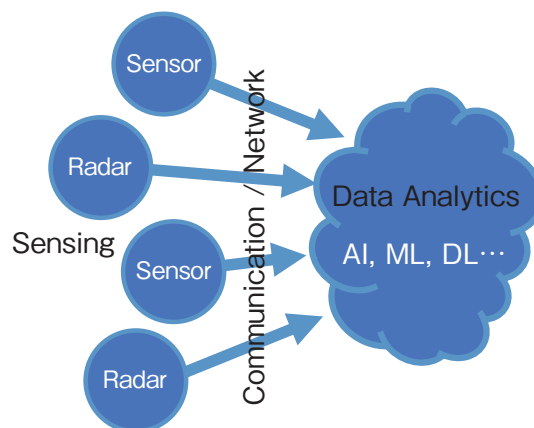 Sensor
Radar
Sensing
Sensor
Radar
Communication / Network
Data Analytics
AI, ML, DL⋯